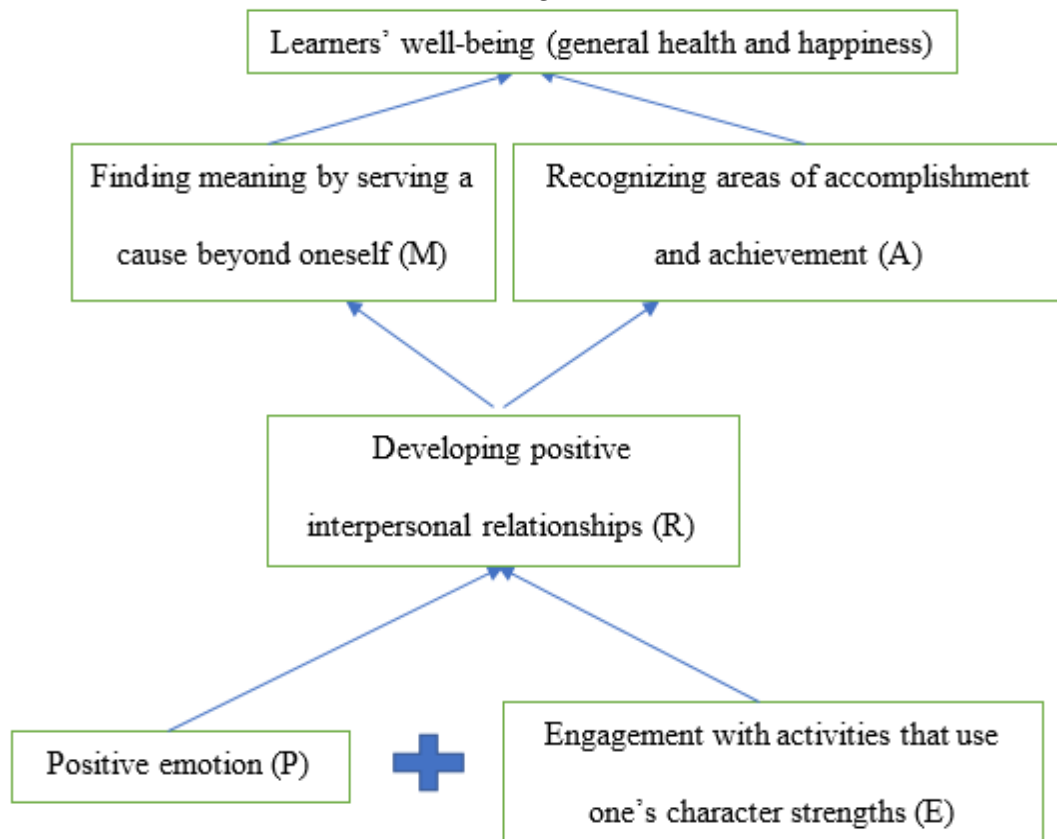 Learners’ well-being (general health and happiness)
Finding meaning by serving a
cause beyond oneself (M)
Recognizing areas of accomplishment
and achievement (A)
Developing positive
interpersonal relationships (R)
Positive emotion (P)
Engagement with activities that use
one’s character strengths (E)